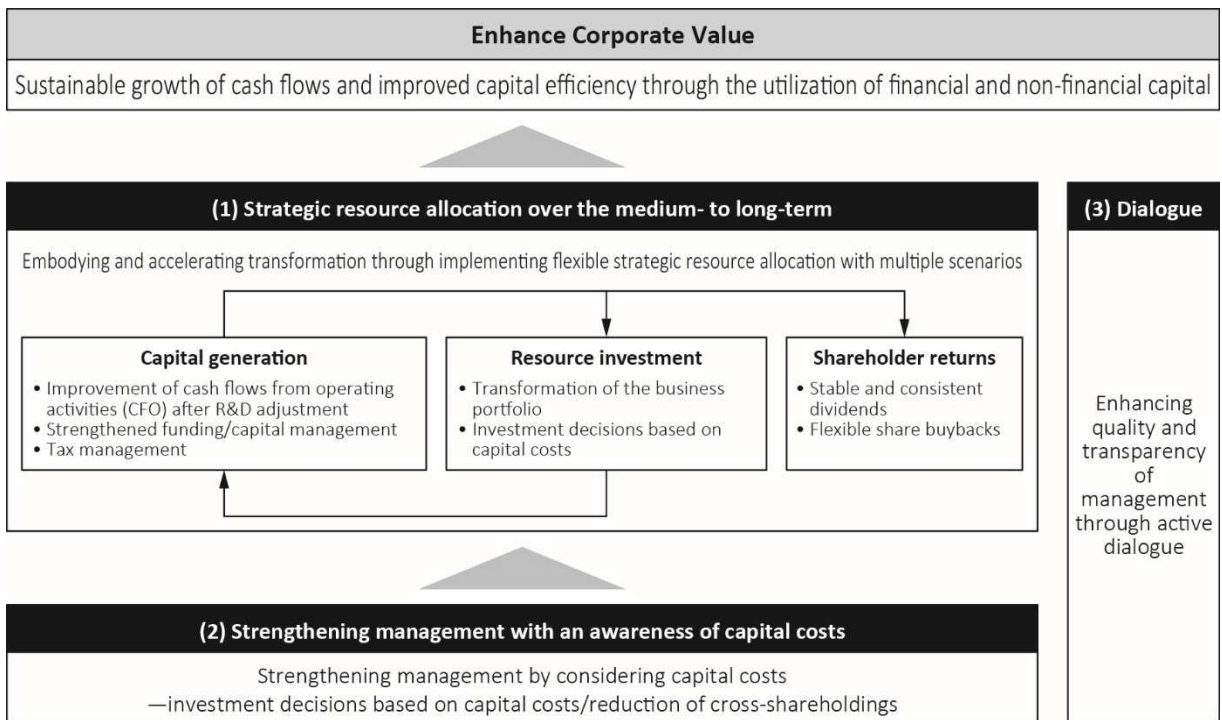 Enhance Corporate Value
Sustainable growth of cash flows and improved capital efficiency through the utilization of financial and non-financial capital
(1) Strategic resource allocation over the medium- to long-term
Embodying and accelerating transformation through implementing flexible strategic resource allocation with multiple scenarios
Capital generation
• Improvement of cash flows from operating
activities (CFO) after R&D adjustment
• Strengthened funding/capital management
• Tax management
Resource investment
• Transformation of the business
portfolio
• Investment decisions based on
capital costs
Shareholder returns
• Stable and consistent
dividends
• Flexible share buybacks
(2) Strengthening management with an awareness of capital costs
Strengthening management by considering capital costs
—investment decisions based on capital costs/reduction of cross-shareholdings
(3) Dialogue
Enhancing
quality and
transparency
of
management
through active
dialogue